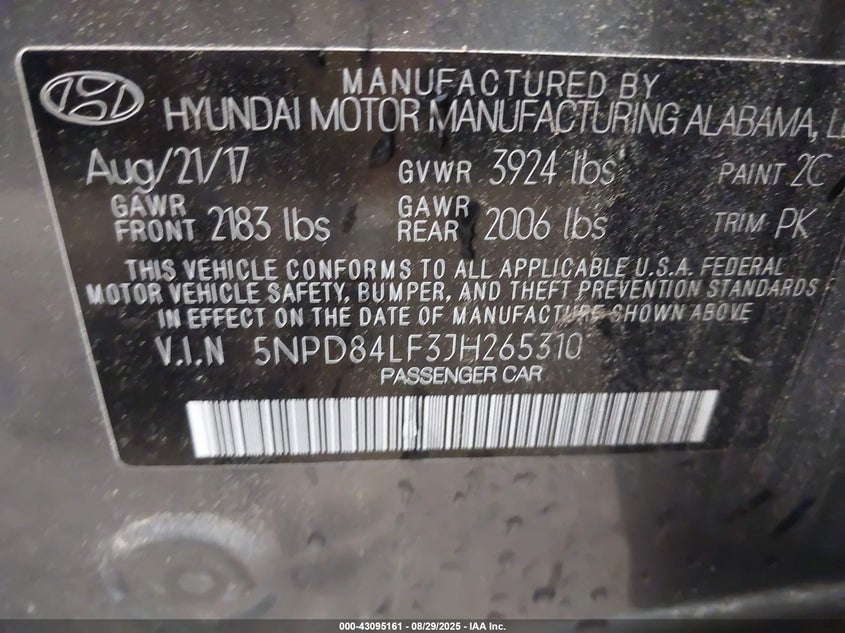 MANUFACTURED BY
HYUNDAI MOTOR MANUFACTURING ALABAMA,
Aug/21/17 GVWR 3924 lbs PAINT 2C
GAWR FRONT 2183 lbs GAWR REAR 2006 lbs TRIM PK
THIS VEHICLE CONFORMS TO ALL APPLICABLE U.S.A. FEDERAL
MOTOR VEHICLE SAFETY, BUMPER, AND THEFT PREVENTION STANDARDS
IN EFFECT ON THE DATE OF MANUFACTURE SHOWN ABOVE
V.I.N 5NPD84LF3JH265310
PASSENGER CAR
000-43095161 - 08/29/2025 - IAA Inc.